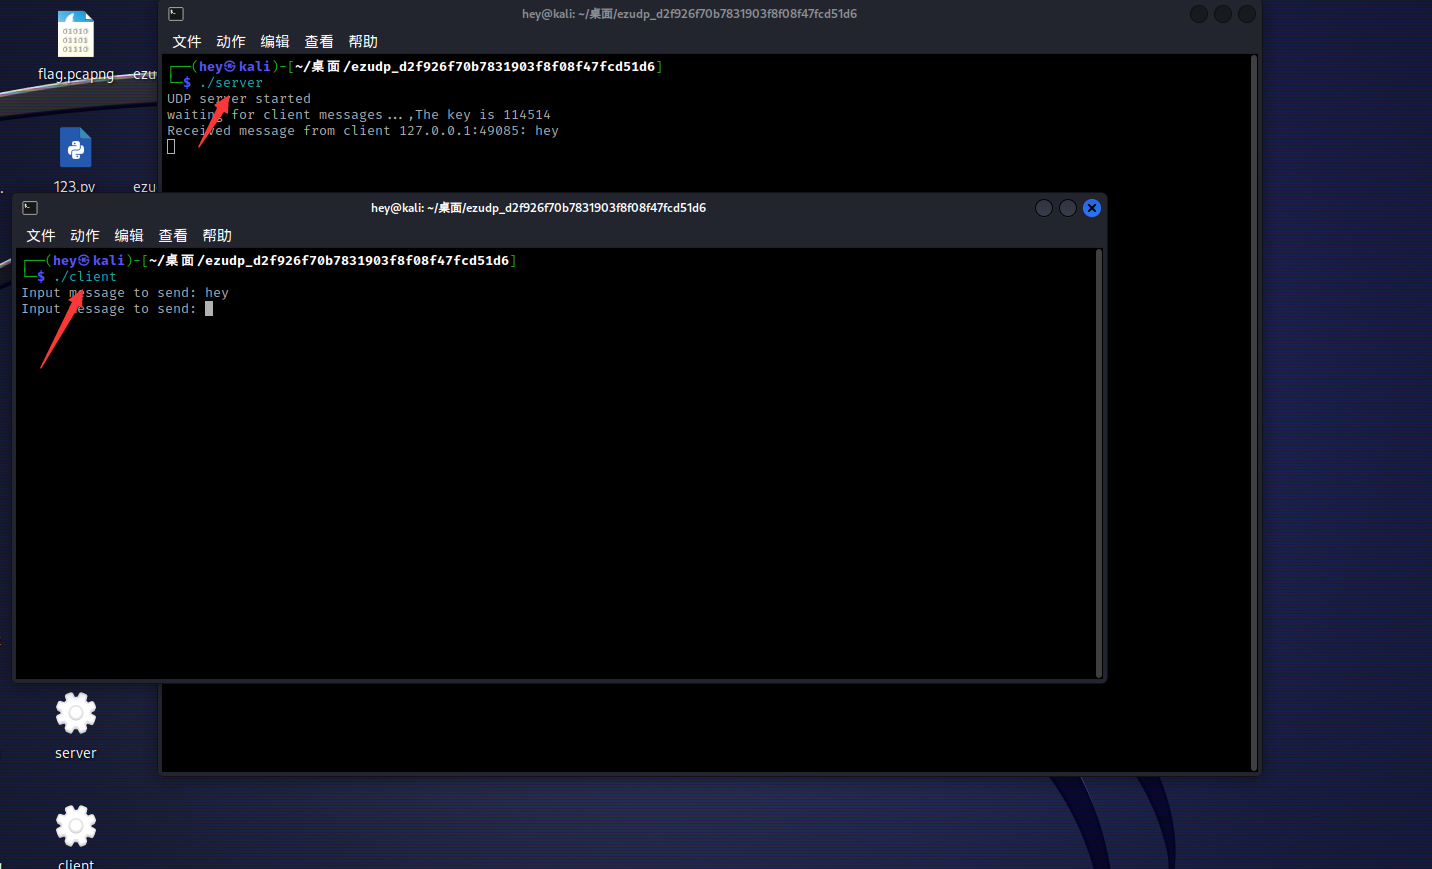 hey@kali: ~/桌面/ezudp_d2f926f70b7831903f8f08f47fcd51d6
文件 动作 编辑 查看 帮助
┌──(hey㉿kali)-[~/桌面/ezudp_d2f926f70b7831903f8f08f47fcd51d6]
└─$ ./server
UDP server started
waiting for client messages...,The key is 114514
Received message from client 127.0.0.1:49085: hey
flag.pcapng
ezu
123.py
ezu
hey@kali: ~/桌面/ezudp_d2f926f70b7831903f8f08f47fcd51d6
文件 动作 编辑 查看 帮助
┌──(hey㉿kali)-[~/桌面/ezudp_d2f926f70b7831903f8f08f47fcd51d6]
└─$ ./client
Input message to send: hey
Input message to send:
server
client